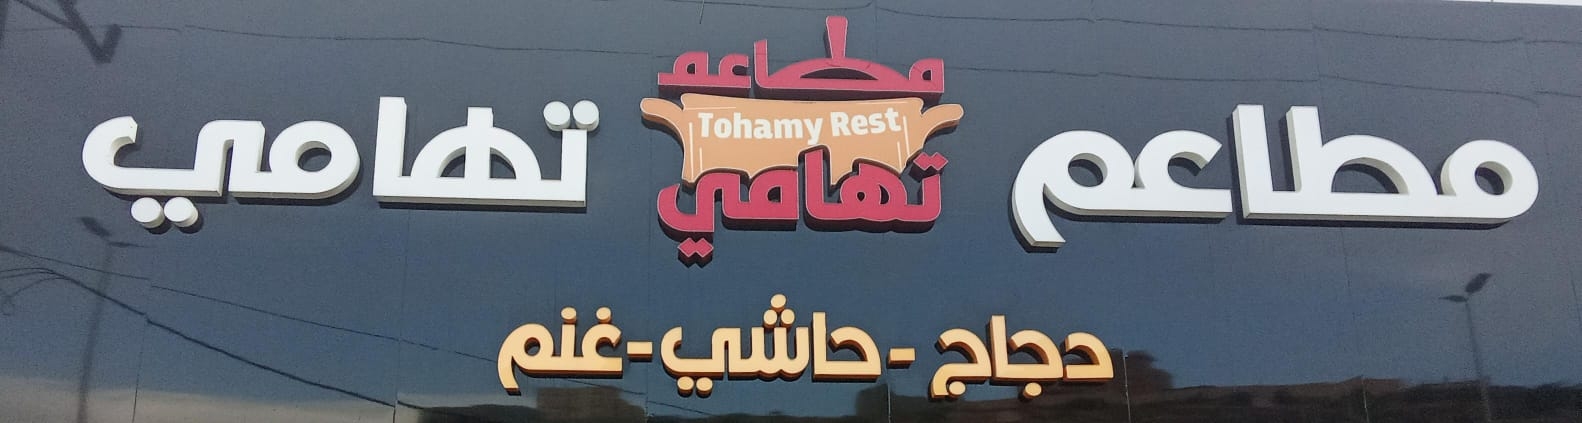 مطاعم تهامي
مطاعم
Tohamy Rest
تهامي
دجاج - حاشي - غنم